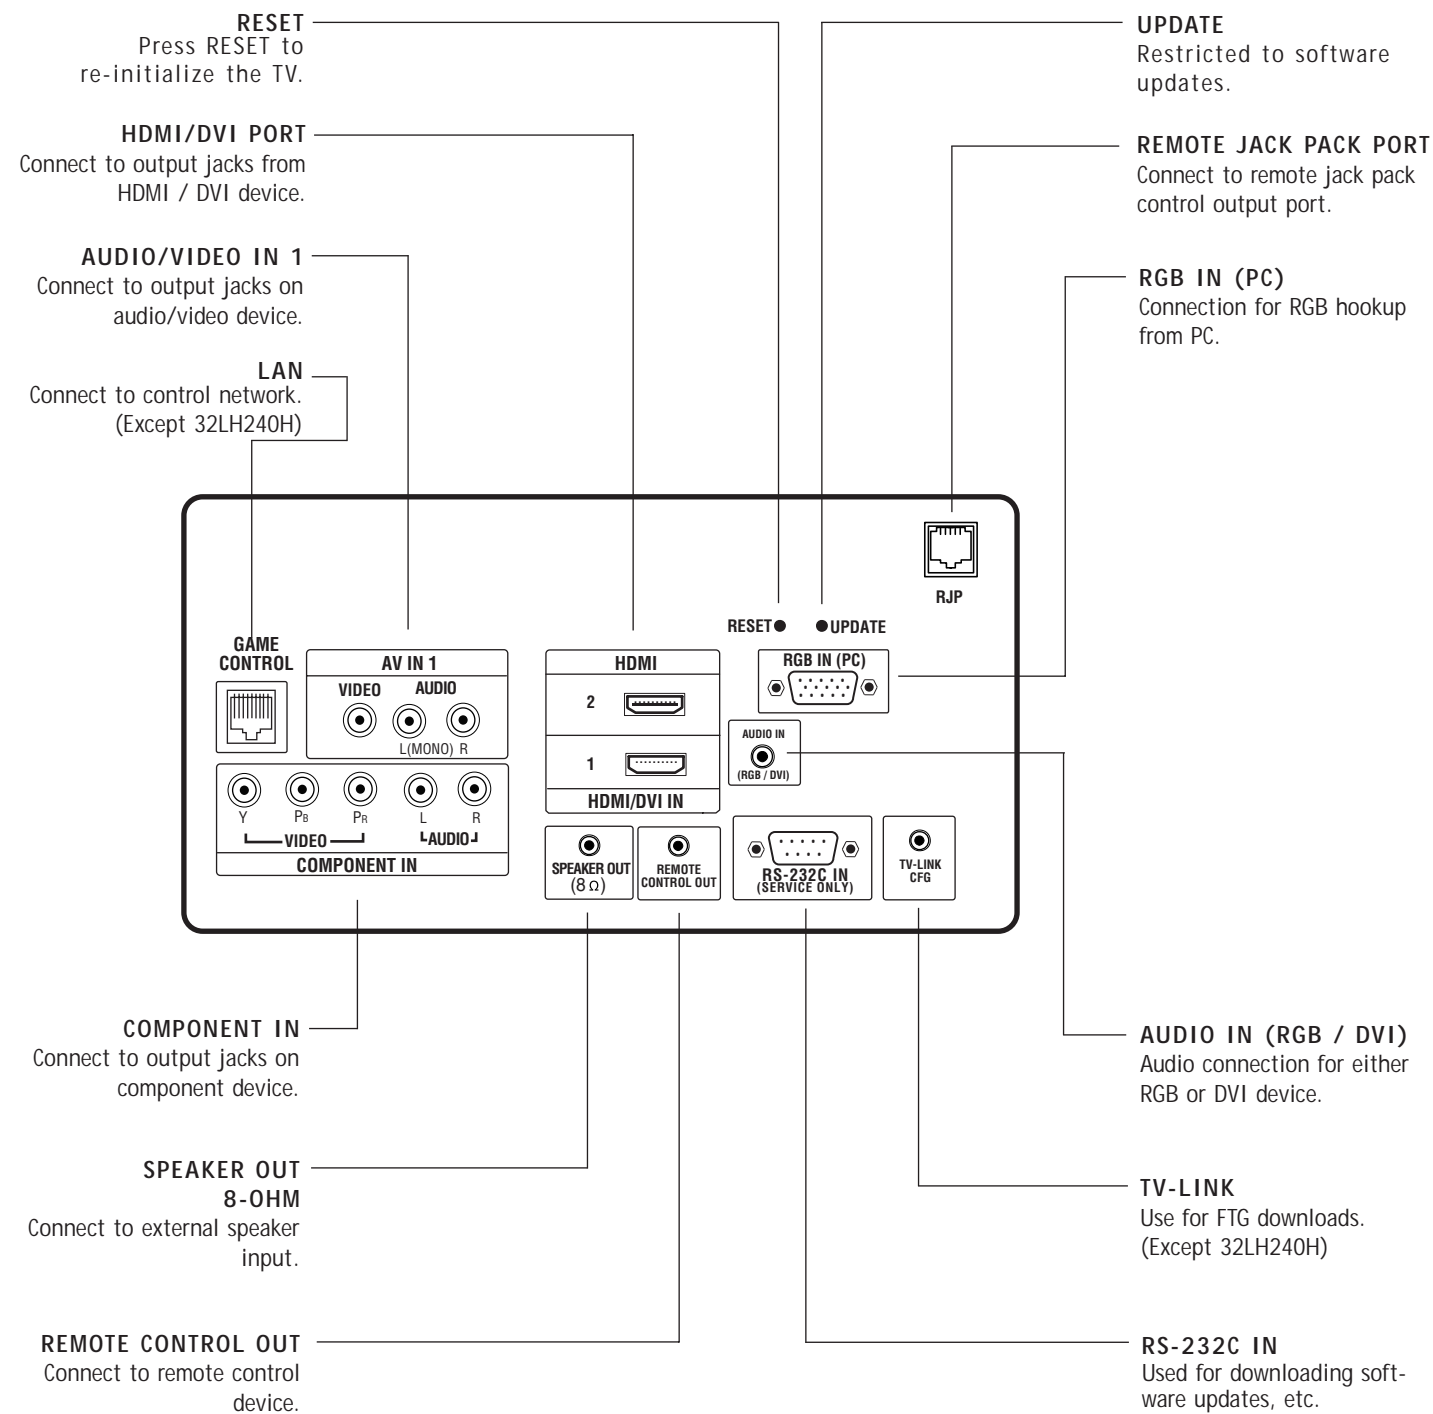 RESET
Press RESET to
re-initialize the TV.
HDMI/DVI PORT
Connect to output jacks from
HDMI / DVI device.
AUDIO/VIDEO IN 1
Connect to output jacks on
audio/video device.
LAN
Connect to control network.
(Except 32LH240H)
UPDATE
Restricted to software
updates.
REMOTE JACK PACK PORT
Connect to remote jack pack
control output port.
RGB IN (PC)
Connection for RGB hookup
from PC.
RJP
RESET
UPDATE
GAME
CONTROL
AV IN 1
VIDEO
AUDIO
L(MONO) R
HDMI
2
1
HDMI/DVI IN
RGB IN (PC)
AUDIO IN
(RGB / DVI)
Y
PB
PR
L
R
VIDEO
AUDIO
COMPONENT IN
SPEAKER OUT
(8 Ω)
REMOTE
CONTROL OUT
RS-232C IN
(SERVICE ONLY)
TV-LINK
CFG
COMPONENT IN
Connect to output jacks on
component device.
SPEAKER OUT
8-OHM
Connect to external speaker
input.
REMOTE CONTROL OUT
Connect to remote control
device.
AUDIO IN (RGB / DVI)
Audio connection for either
RGB or DVI device.
TV-LINK
Use for FTG downloads.
(Except 32LH240H)
RS-232C IN
Used for downloading soft-
ware updates, etc.